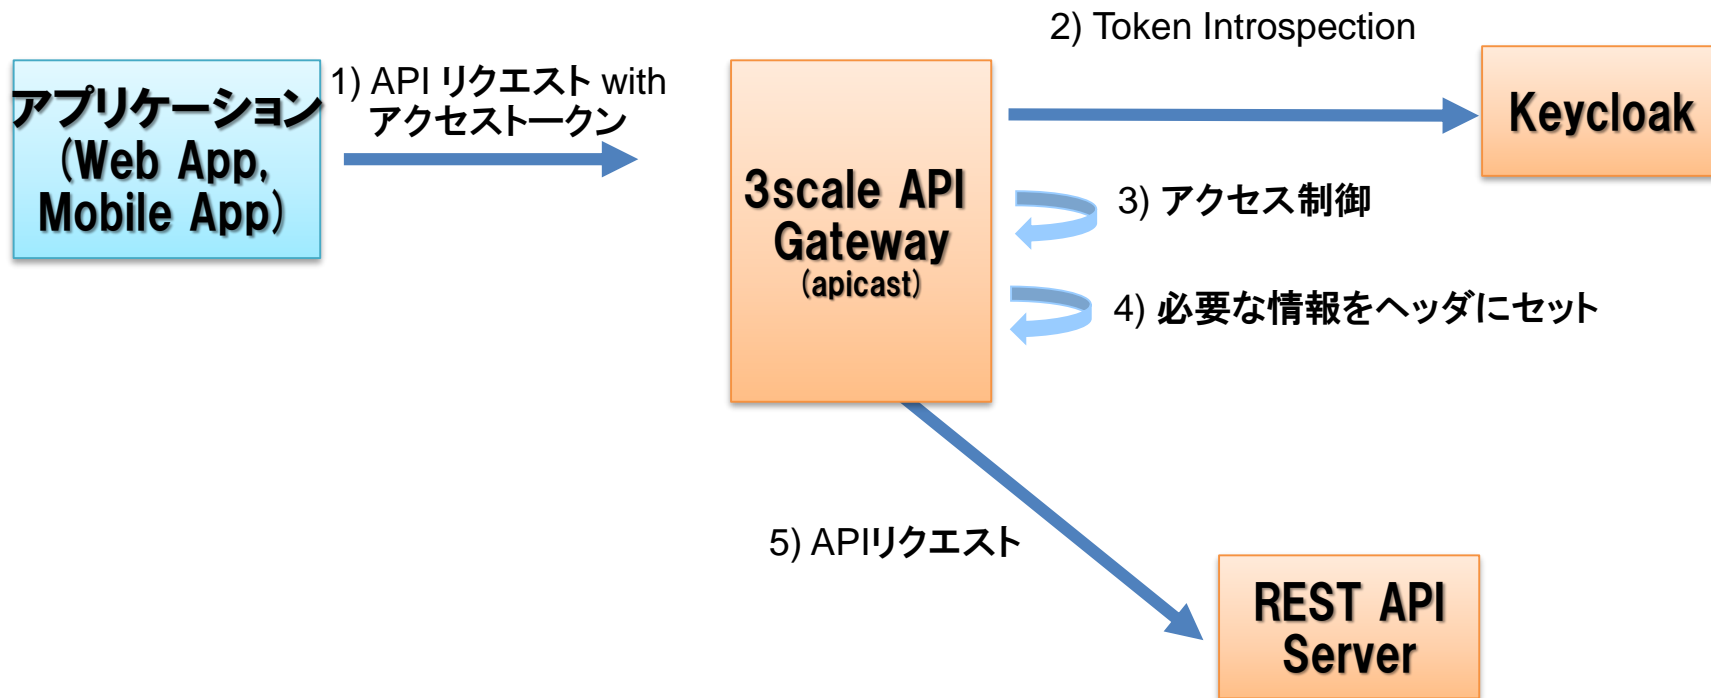 アプリケーション
(Web App,
Mobile App)
1) API リクエスト with
アクセストークン
3scale API
Gateway
(apicast)
2) Token Introspection
Keycloak
3) アクセス制御
4) 必要な情報をヘッダにセット
5) APIリクエスト
REST API
Server